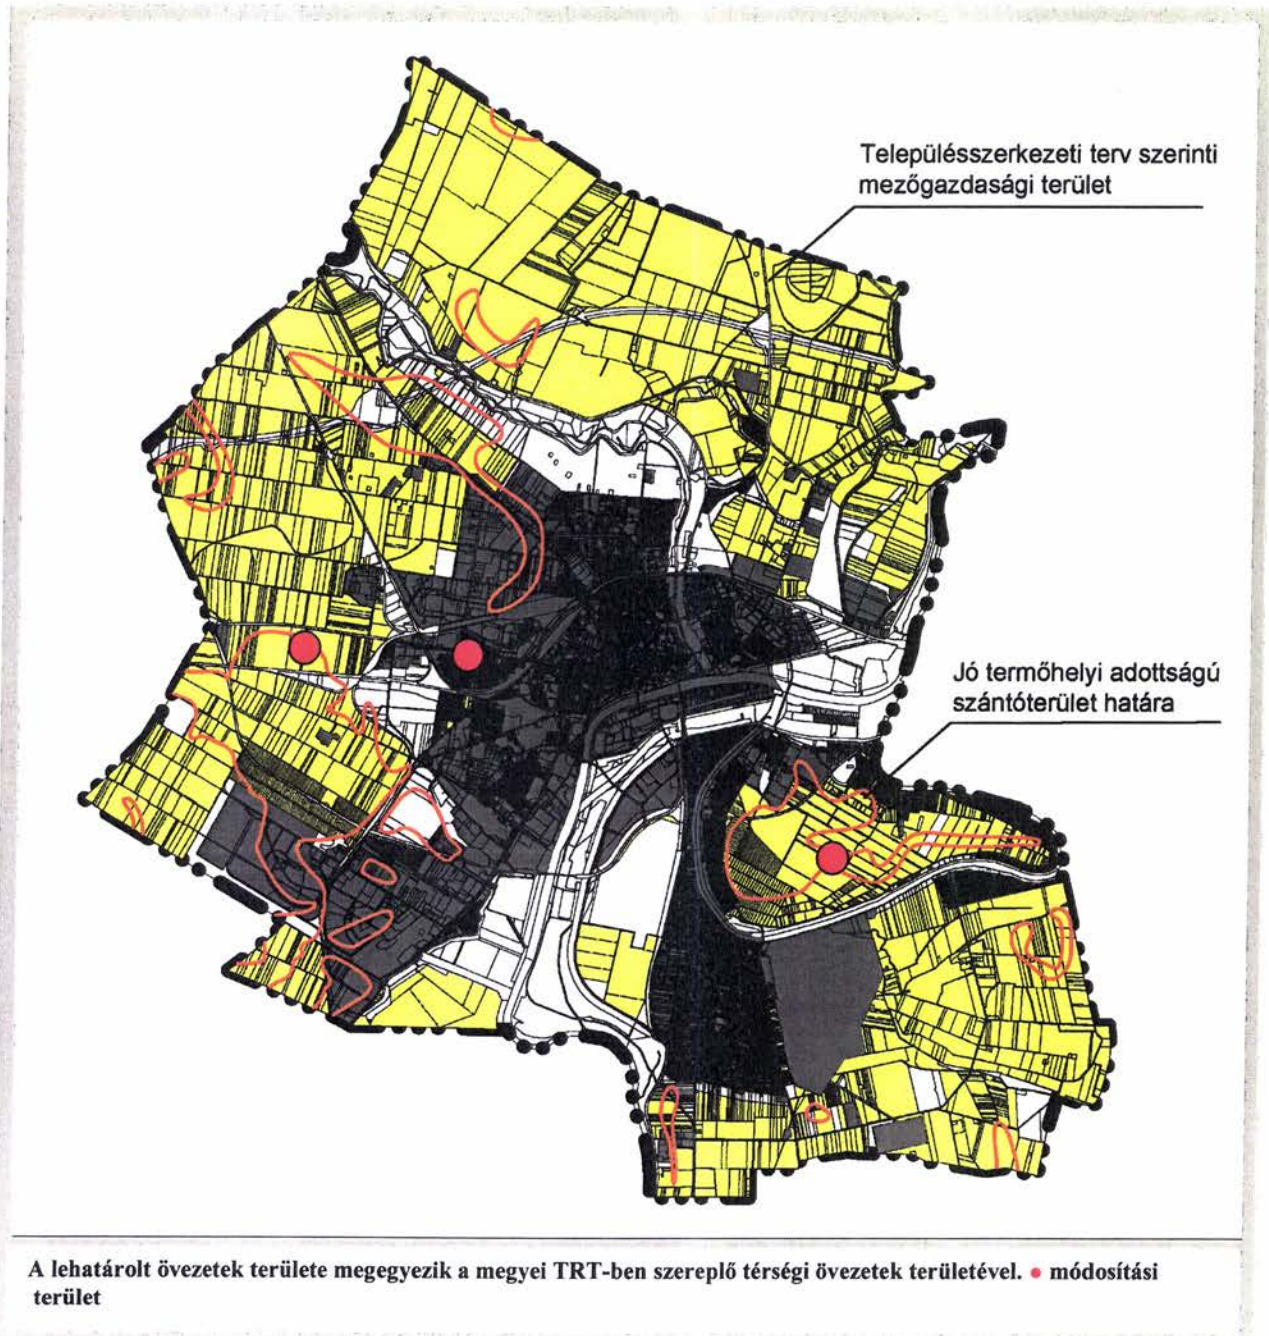 Településszerkezeti terv szerinti
mezőgazdasági terület
Jó termőhelyi adottságú
szántóterület határa
A lehatárolt övezetek területe megegyezik a megyei TRT-ben szereplő térségi övezetek területével. • módosítási
terület